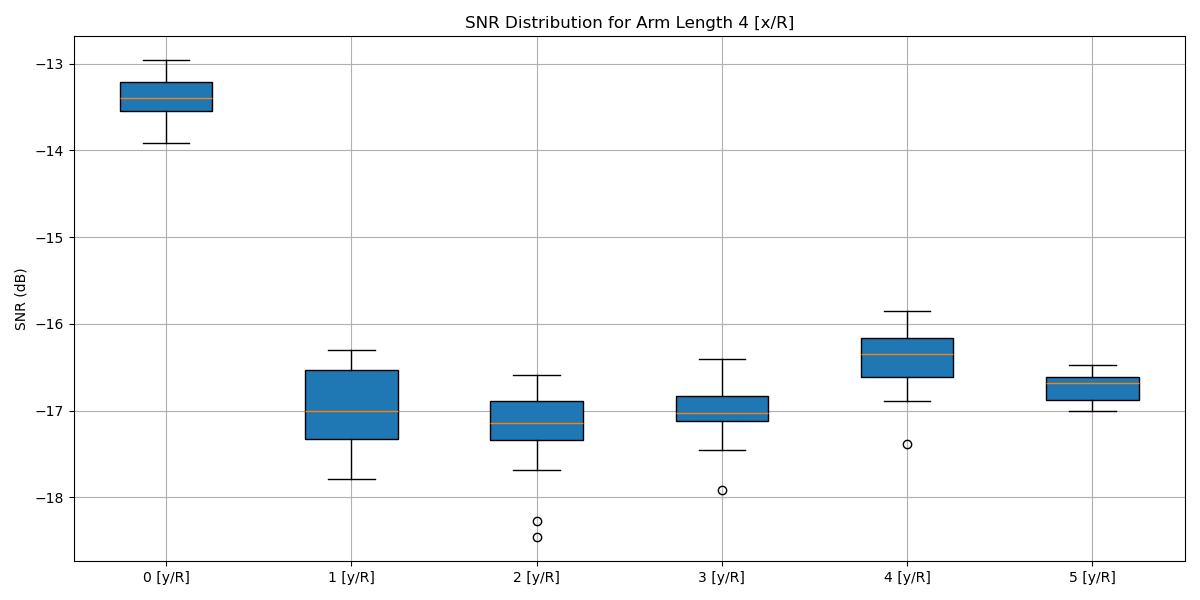 SNR Distribution for Arm Length 4 [x/R]
SNR (dB)
−13
−14
−15
−16
−17
−18
0 [y/R]
1 [y/R]
2 [y/R]
3 [y/R]
4 [y/R]
5 [y/R]